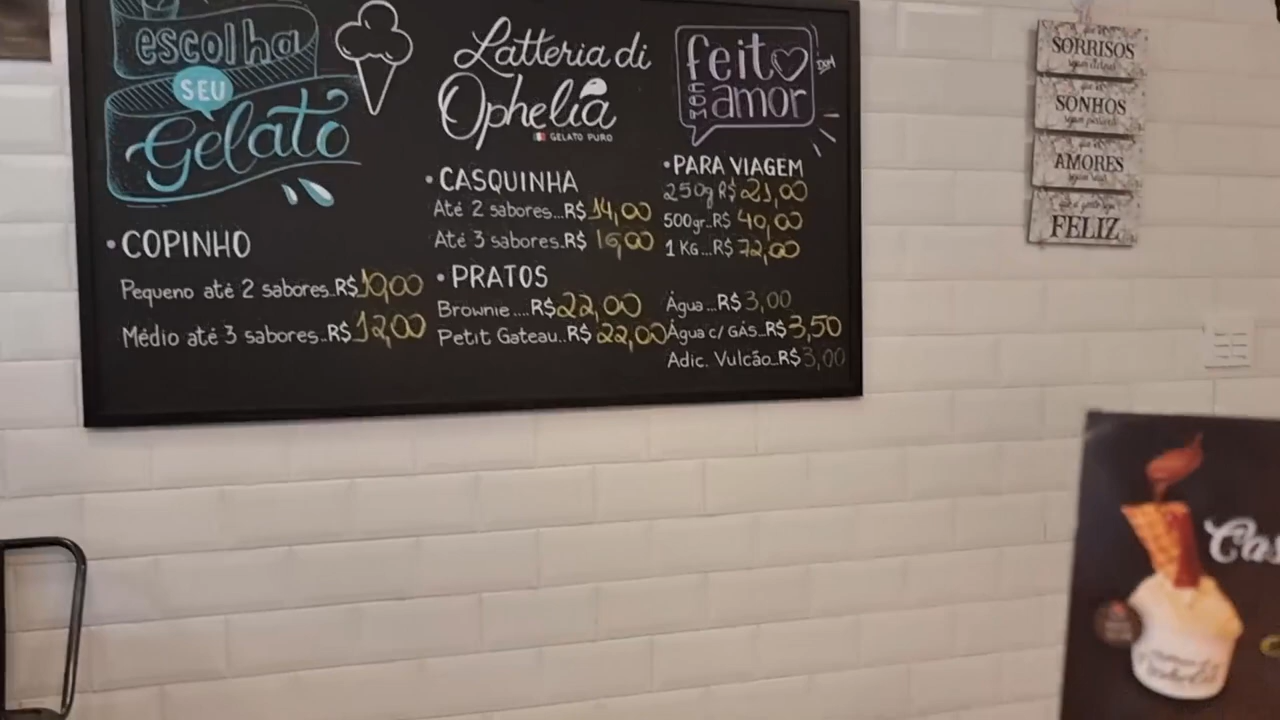 escolha
SEU
Gelato
Latteria di
Ophelia
GELATO PURO
feito
COM
amor
• COPINHO
Pequeno até 2 sabores..R$10,00
Médio até 3 sabores..R$12,00
• CASQUINHA
Até 2 sabores...R$14,00
Até 3 sabores..R$ 16,00
• PRATOS
Brownie....R$22,00
Petit Gateau..R$ 22,00
• PARA VIAGEM
250g R$ 21,00
500gr..R$ 40,00
1 KG...R$ 72,00
Água...R$ 3,00
Água c/ GÁS..R$3,50
Adic. Vulcão..R$3,00
SORRISOS
SONHOS
AMORES
FELIZ